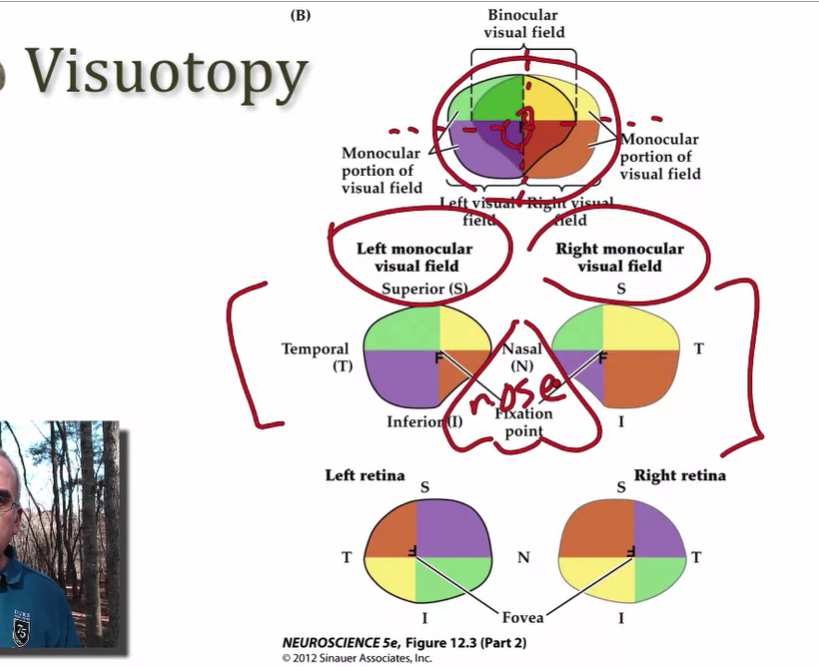 Visuotopy
(B)
Binocular
visual field
Monocular
portion of
visual field
Monocular
portion of
visual field
Left visual
field
Right visual
field
Left monocular
visual field
Right monocular
visual field
Superior (S)
S
Temporal
(T)
F
Nasal
(N)
F
T
nose
Inferior (I)
Fixation
point
I
Left retina
Right retina
S
S
T
F
N
F
T
I
Fovea
I
NEUROSCIENCE 5e, Figure 12.3 (Part 2)
© 2012 Sinauer Associates, Inc.